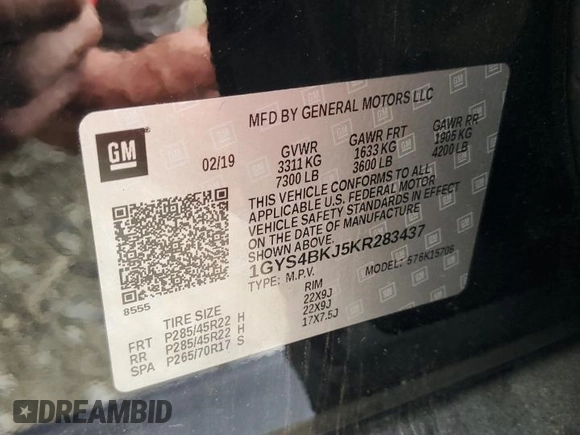 GM
MFD BY GENERAL MOTORS LLC
02/19
GVWR GAWR FRT GAWR RR
3311 KG 1633 KG 1905 KG
7300 LB 3600 LB 4200 LB
THIS VEHICLE CONFORMS TO ALL
APPLICABLE U.S. FEDERAL MOTOR
VEHICLE SAFETY STANDARDS IN EFFECT
ON THE DATE OF MANUFACTURE
SHOWN ABOVE.
1GYS4BKJ5KR283437
TYPE: M.P.V. MODEL: 576K15706
8555
TIRE SIZE RIM
FRT P285/45R22 H 22X9J
RR P285/45R22 H 22X9J
SPA P265/70R17 S 17X7.5J
DREAMBID